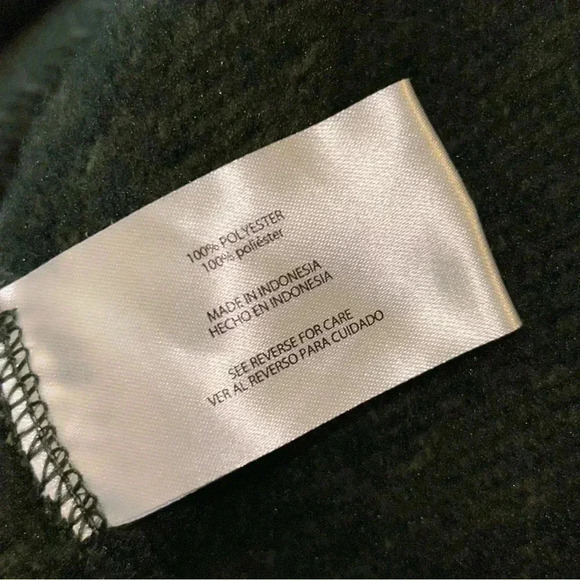 100% POLYESTER
100% poliéster
MADE IN INDONESIA
HECHO EN INDONESIA
SEE REVERSE FOR CARE
VER AL REVERSO PARA CUIDADO